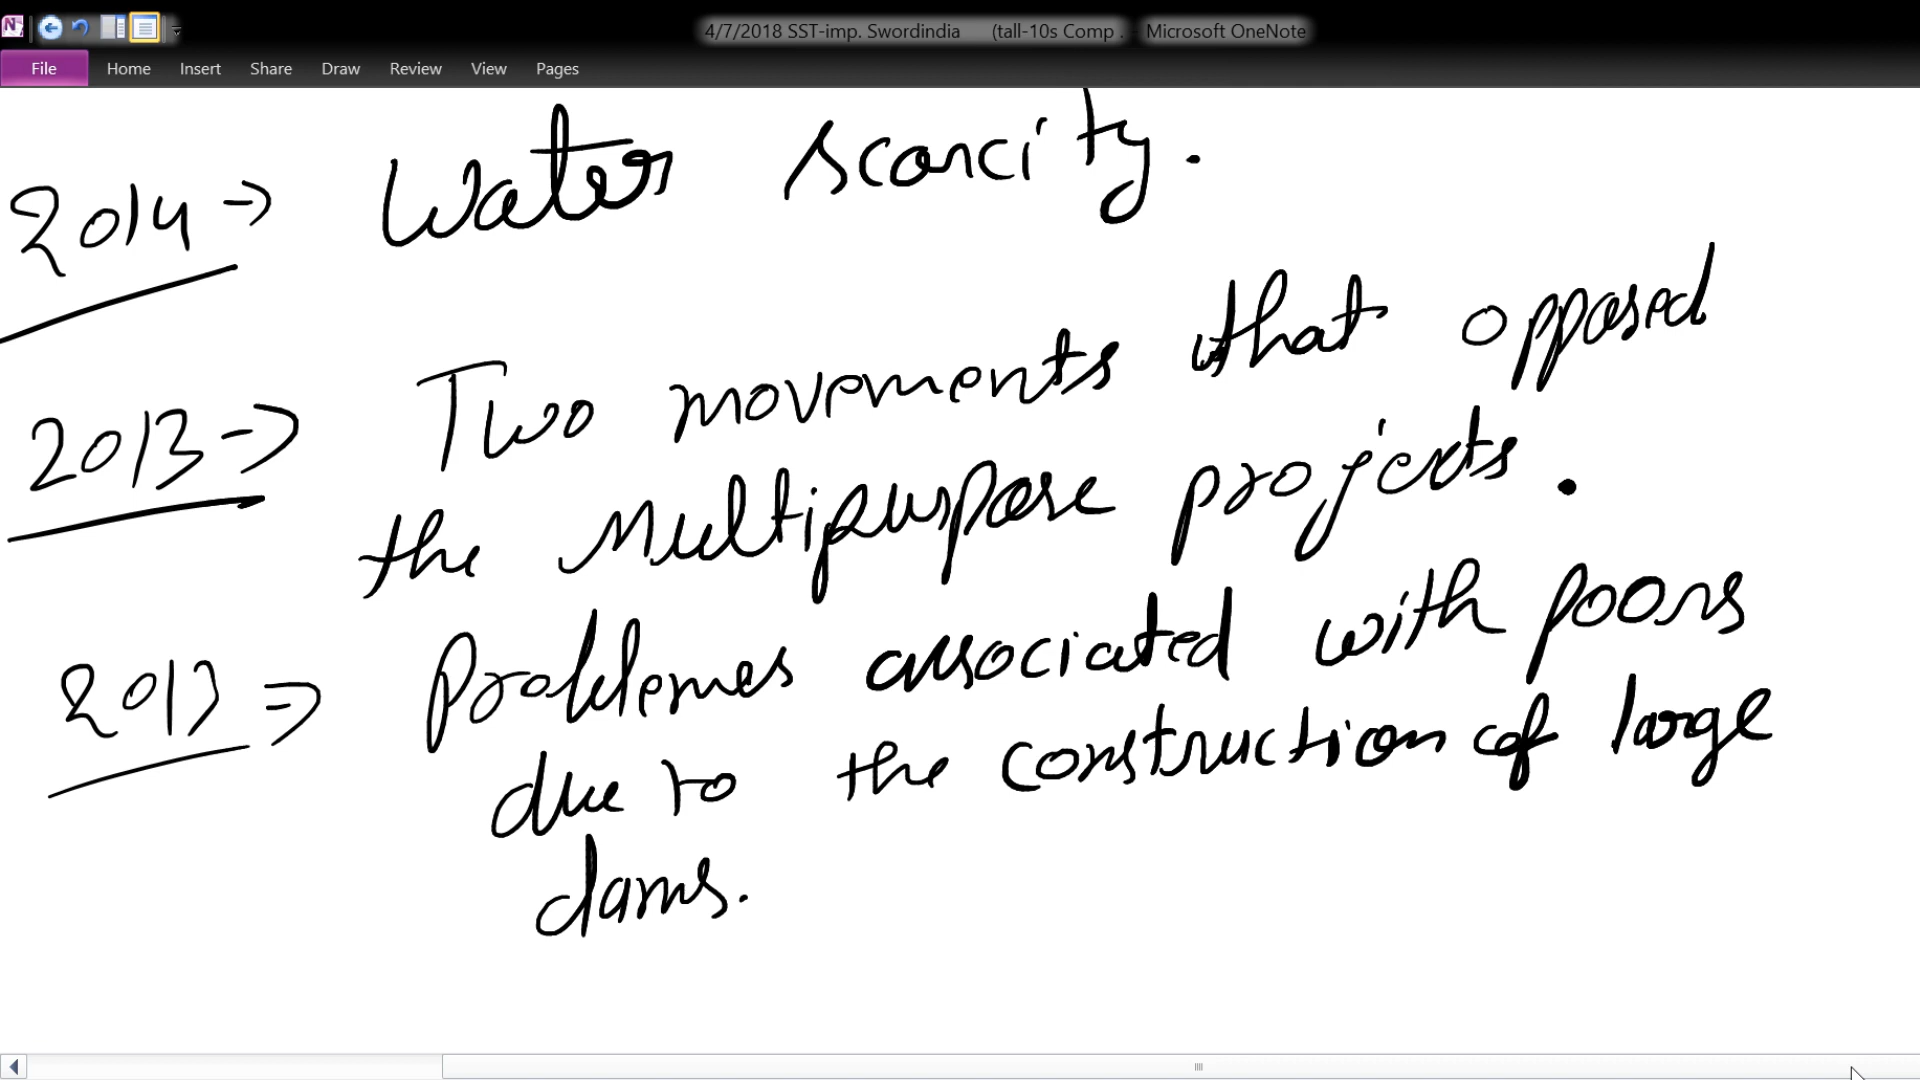 4/7/2018 SST-imp. Swordindia (tall-10s Comp . - Microsoft OneNote
File Home Insert Share Draw Review View Pages
2014 → Water scarcity.
2013 → Two movements that opposed
the Multipurpose projects.
2013 ⇒ Problemes associated with poors
due to the construction of large
dams.